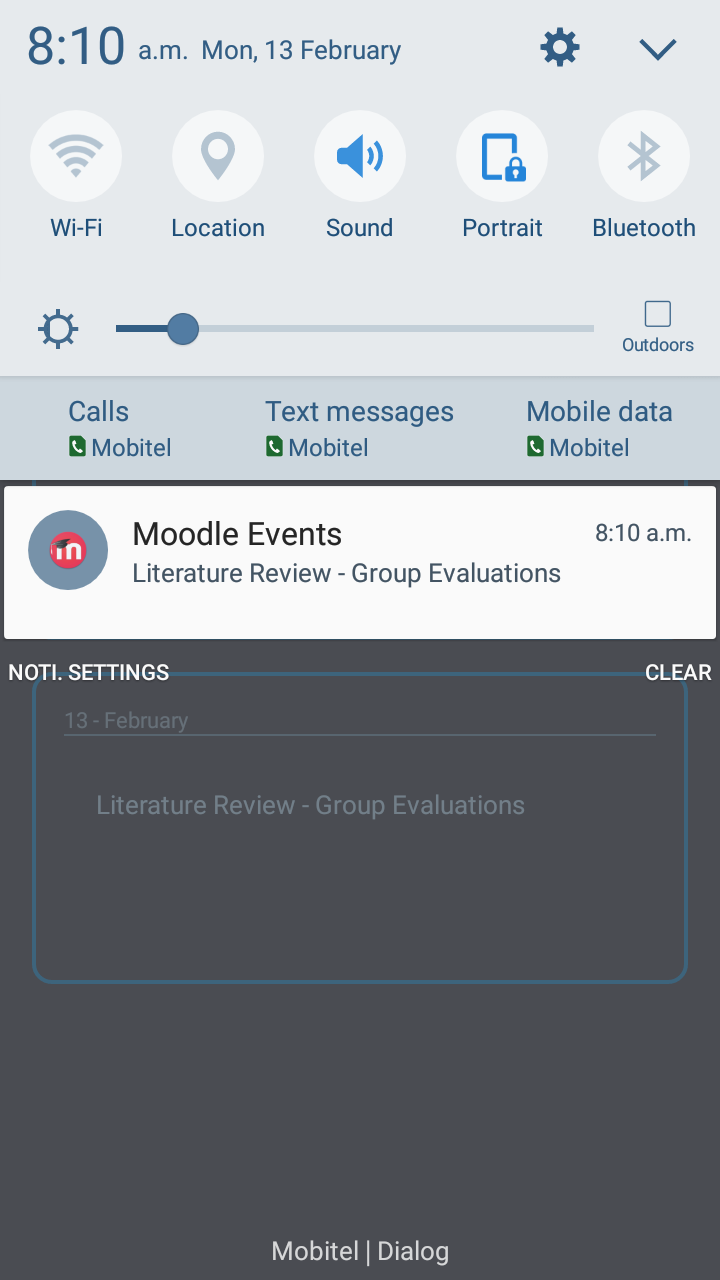 8:10 a.m. Mon, 13 February
Wi-Fi Location Sound Portrait Bluetooth
Outdoors
Calls Text messages Mobile data
Mobitel Mobitel Mobitel
Moodle Events 8:10 a.m.
Literature Review - Group Evaluations
NOTI. SETTINGS CLEAR
13 - February
Literature Review - Group Evaluations
Mobitel | Dialog